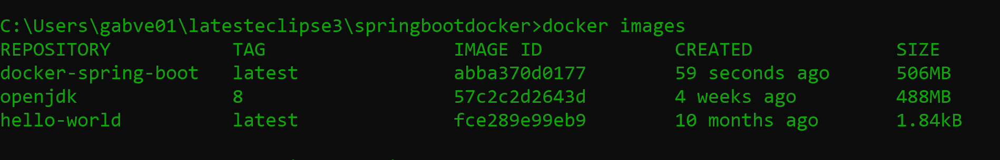 C:\Users\gabve01\latesteclipse3\springbootdocker>docker images
REPOSITORY TAG IMAGE ID CREATED SIZE
docker-spring-boot latest abba370d0177 59 seconds ago 506MB
openjdk 8 57c2c2d2643d 4 weeks ago 488MB
hello-world latest fce289e99eb9 10 months ago 1.84kB